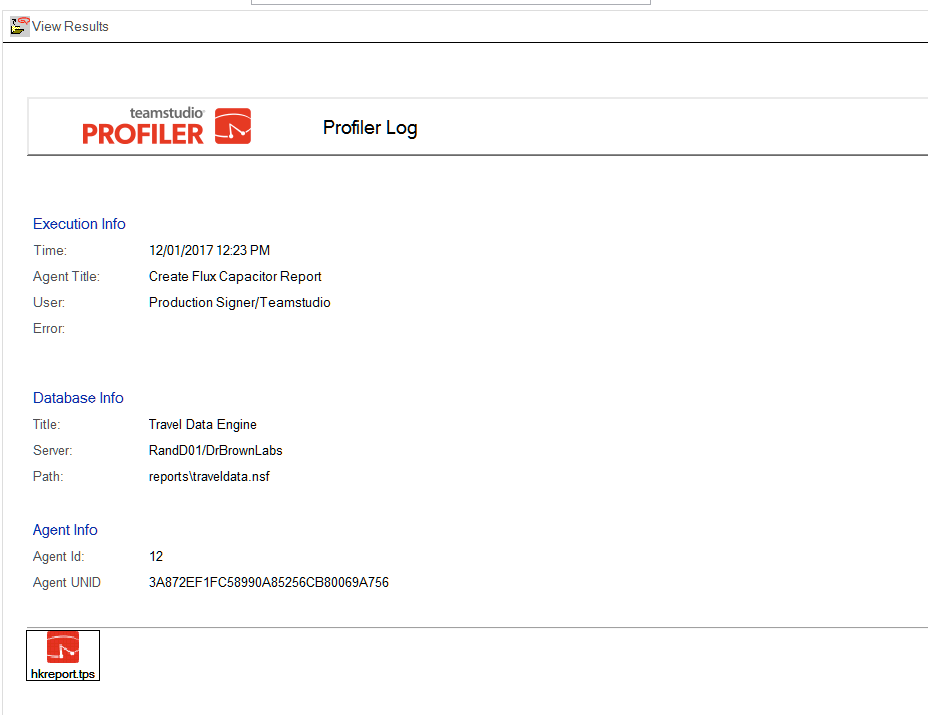 View Results
teamstudio
PROFILER
Profiler Log
Execution Info
Time: 12/01/2017 12:23 PM
Agent Title: Create Flux Capacitor Report
User: Production Signer/Teamstudio
Error:
Database Info
Title: Travel Data Engine
Server: RandD01/DrBrownLabs
Path: reports\traveldata.nsf
Agent Info
Agent Id: 12
Agent UNID 3A872EF1FC58990A85256CB80069A756
hkreport.tps